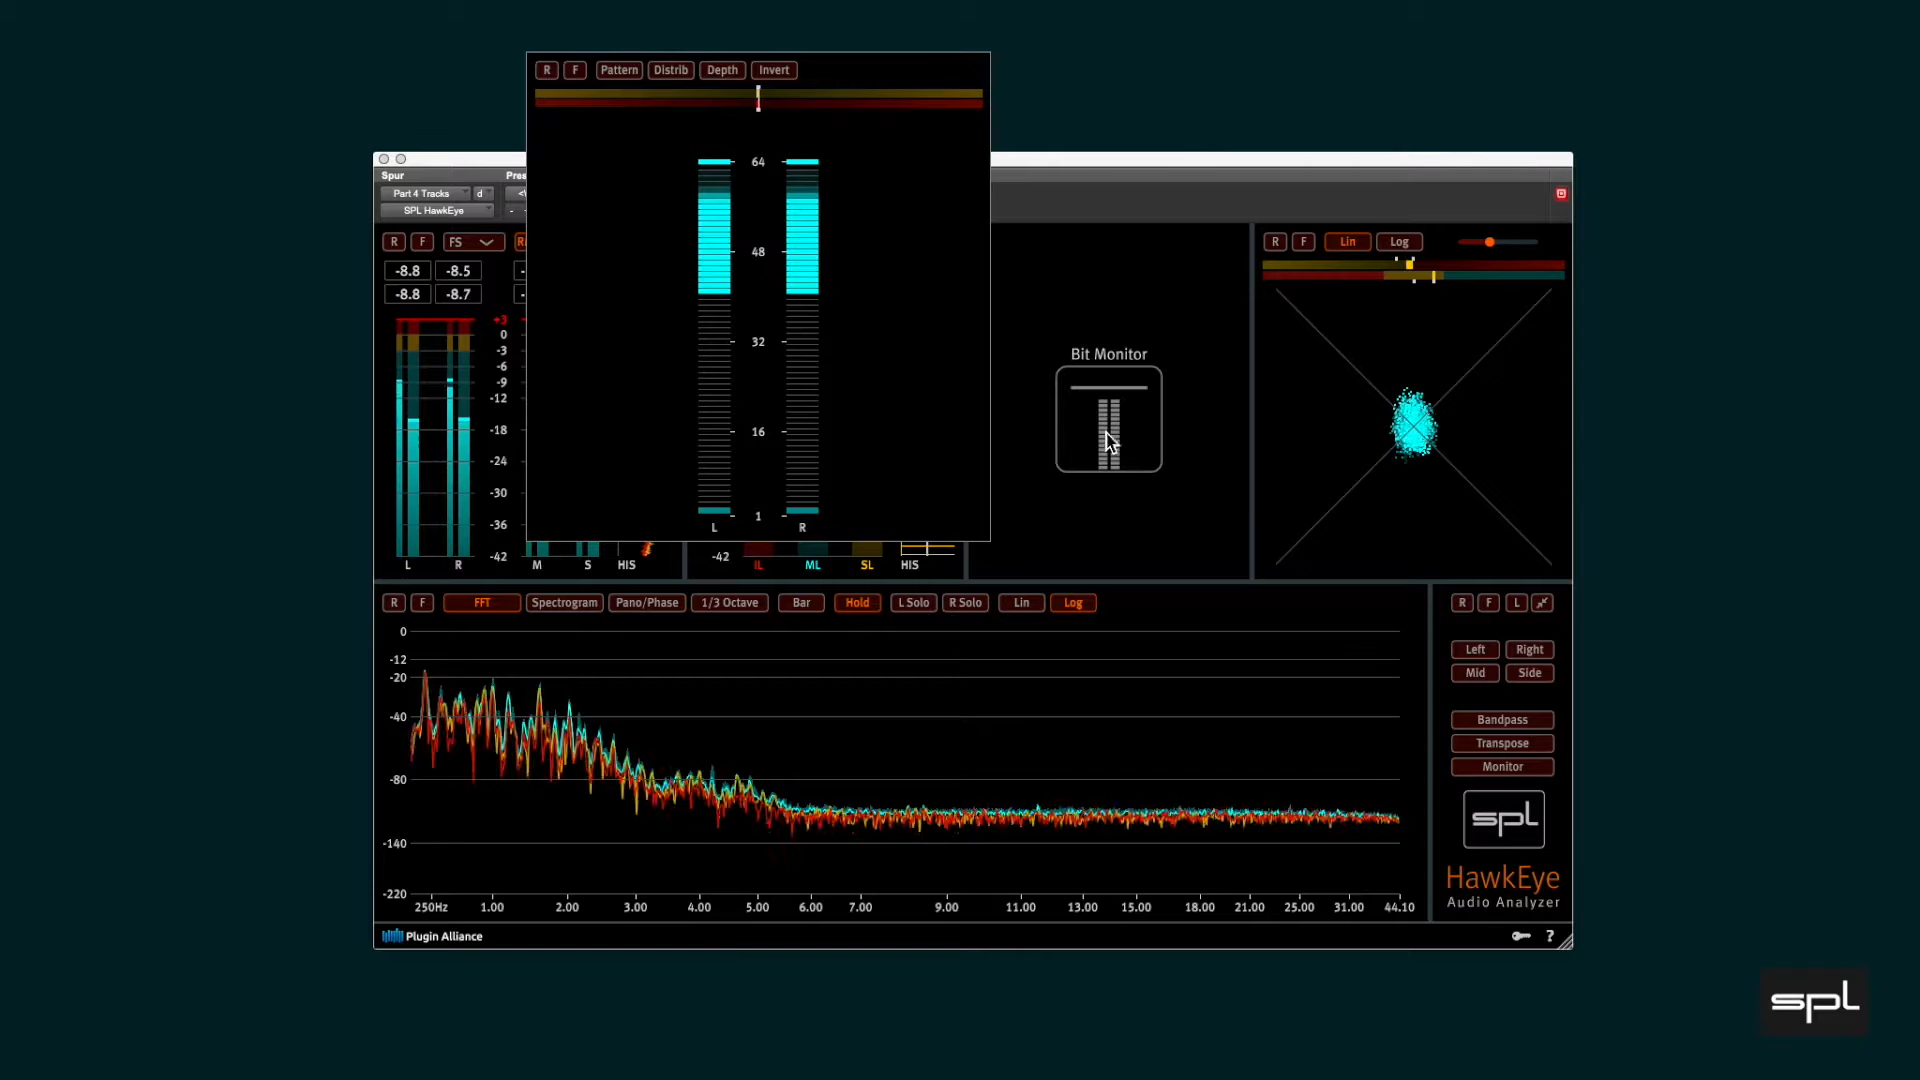 R F Pattern Distrib Depth Invert
64
48
32
16
1
L R
Spur
Part 4 Tracks d
SPL HawkEye
R F FS
-8.8 -8.5
-8.8 -8.7
+3
0
-3
-6
-9
-12
-18
-24
-30
-36
-42
L R
M S HIS
-42
IL ML SL HIS
Bit Monitor
R F Lin Log
R F FFT Spectrogram Pano/Phase 1/3 Octave Bar Hold L Solo R Solo Lin Log
0
-12
-20
-40
-80
-140
-220
250Hz 1.00 2.00 3.00 4.00 5.00 6.00 7.00 9.00 11.00 13.00 15.00 18.00 21.00 25.00 31.00 44.10
R F L
Left Right
Mid Side
Bandpass
Transpose
Monitor
spl
HawkEye
Audio Analyzer
Plugin Alliance
?
spl